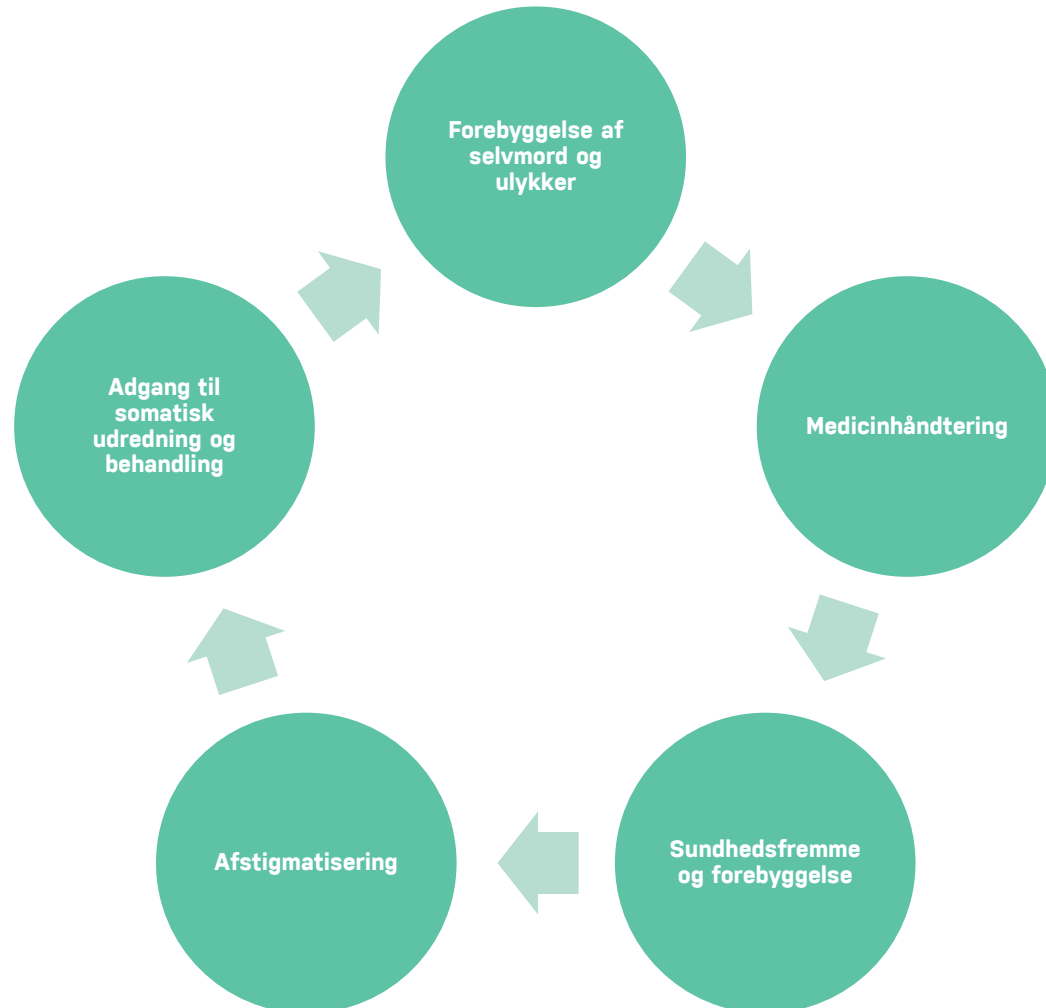 Forebyggelse af
selvmord og
ulykker
Medicinhåndtering
Sundhedsfremme
og forebyggelse
Afstigmatisering
Adgang til
somatisk
udredning og
behandling